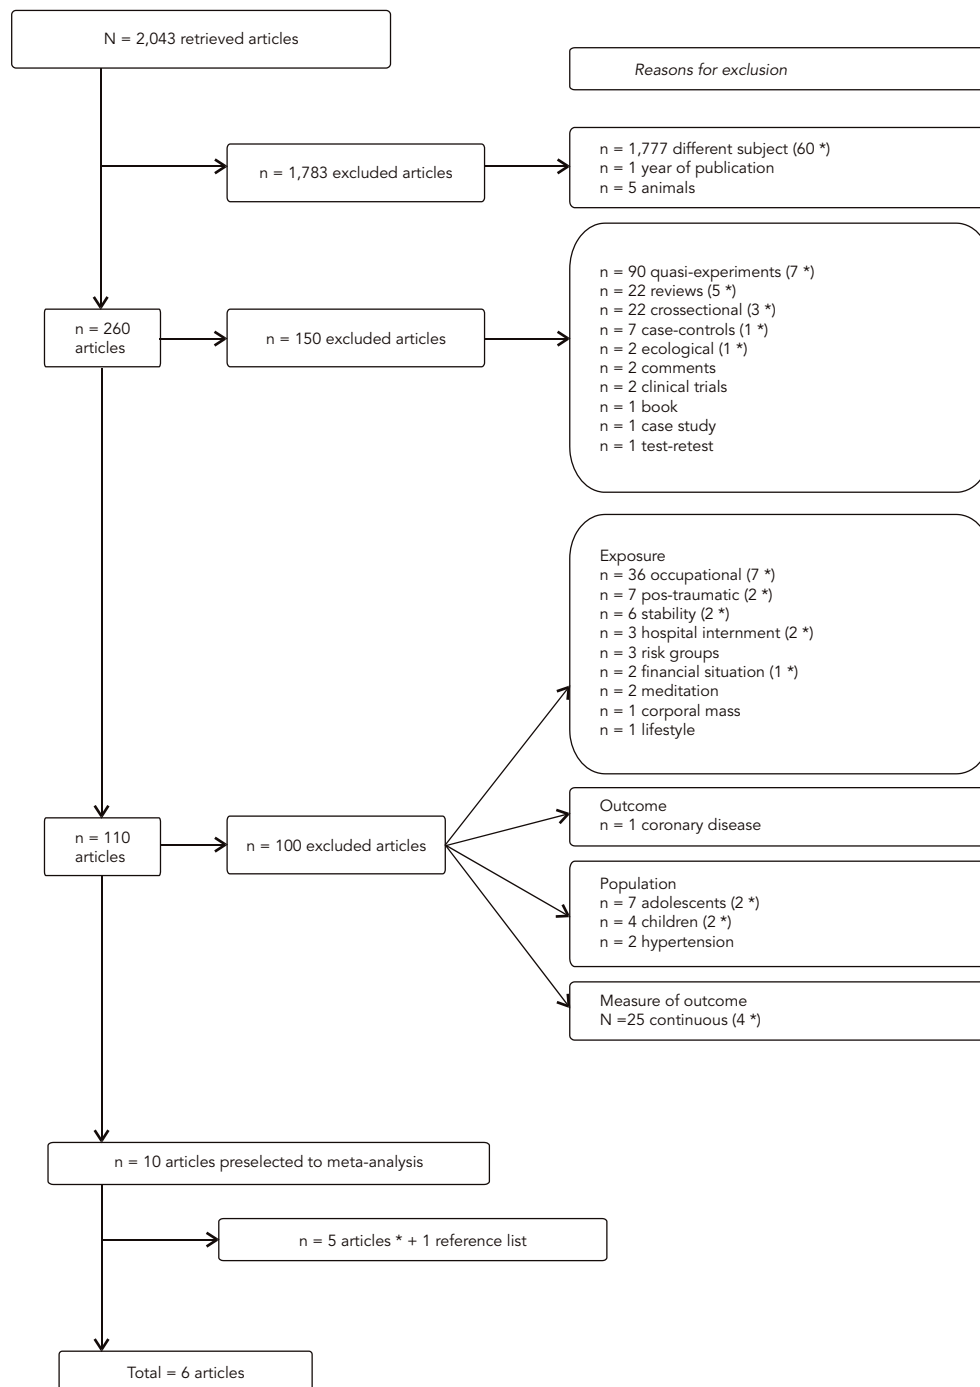 N = 2,043 retrieved articles
Reasons for exclusion
n = 1,783 excluded articles
n = 1,777 different subject (60 *)
n = 1 year of publication
n = 5 animals
n = 260
articles
n = 150 excluded articles
n = 90 quasi-experiments (7 *)
n = 22 reviews (5 *)
n = 22 crossectional (3 *)
n = 7 case-controls (1 *)
n = 2 ecological (1 *)
n = 2 comments
n = 2 clinical trials
n = 1 book
n = 1 case study
n = 1 test-retest
n = 110
articles
n = 100 excluded articles
Exposure
n = 36 occupational (7 *)
n = 7 pos-traumatic (2 *)
n = 6 stability (2 *)
n = 3 hospital internment (2 *)
n = 3 risk groups
n = 2 financial situation (1 *)
n = 2 meditation
n = 1 corporal mass
n = 1 lifestyle
Outcome
n = 1 coronary disease
Population
n = 7 adolescents (2 *)
n = 4 children (2 *)
n = 2 hypertension
Measure of outcome
N =25 continuous (4 *)
n = 10 articles preselected to meta-analysis
n = 5 articles * + 1 reference list
Total = 6 articles